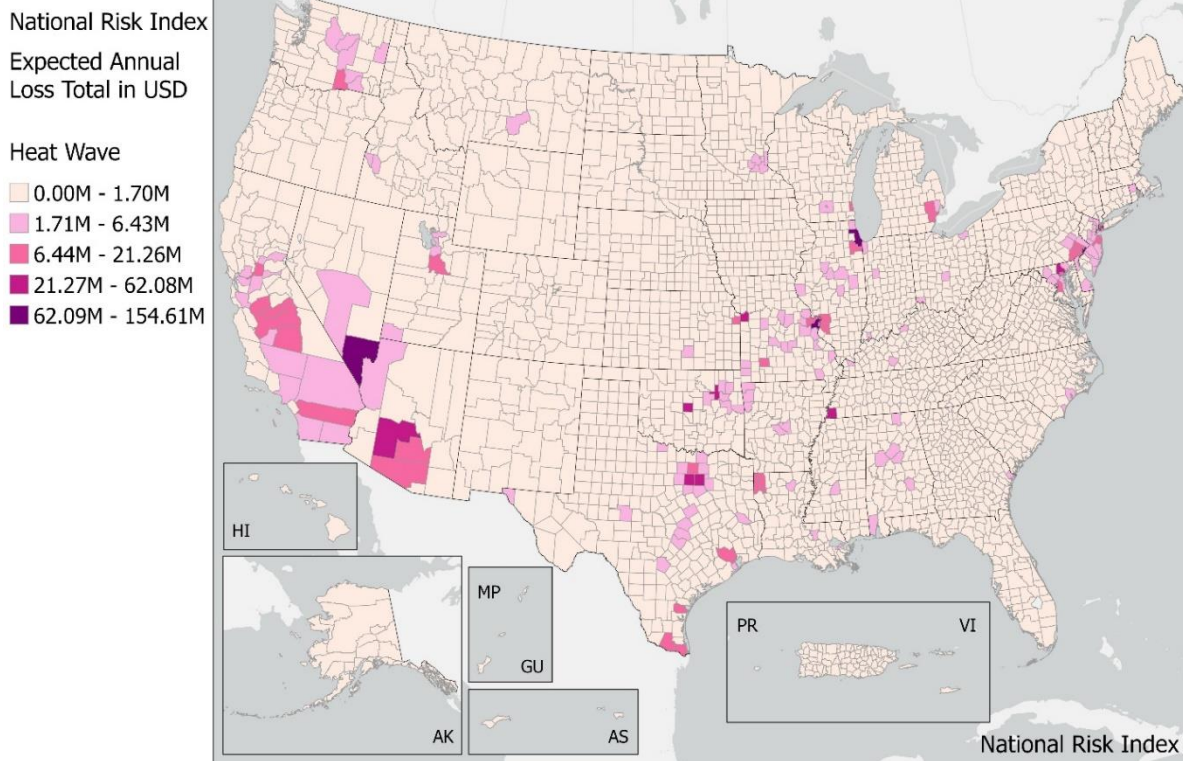 National Risk Index
Expected Annual
Loss Total in USD
Heat Wave
0.00M - 1.70M
1.71M - 6.43M
6.44M - 21.26M
21.27M - 62.08M
62.09M - 154.61M
HI
AK
MP
GU
AS
PR
VI
National Risk Index